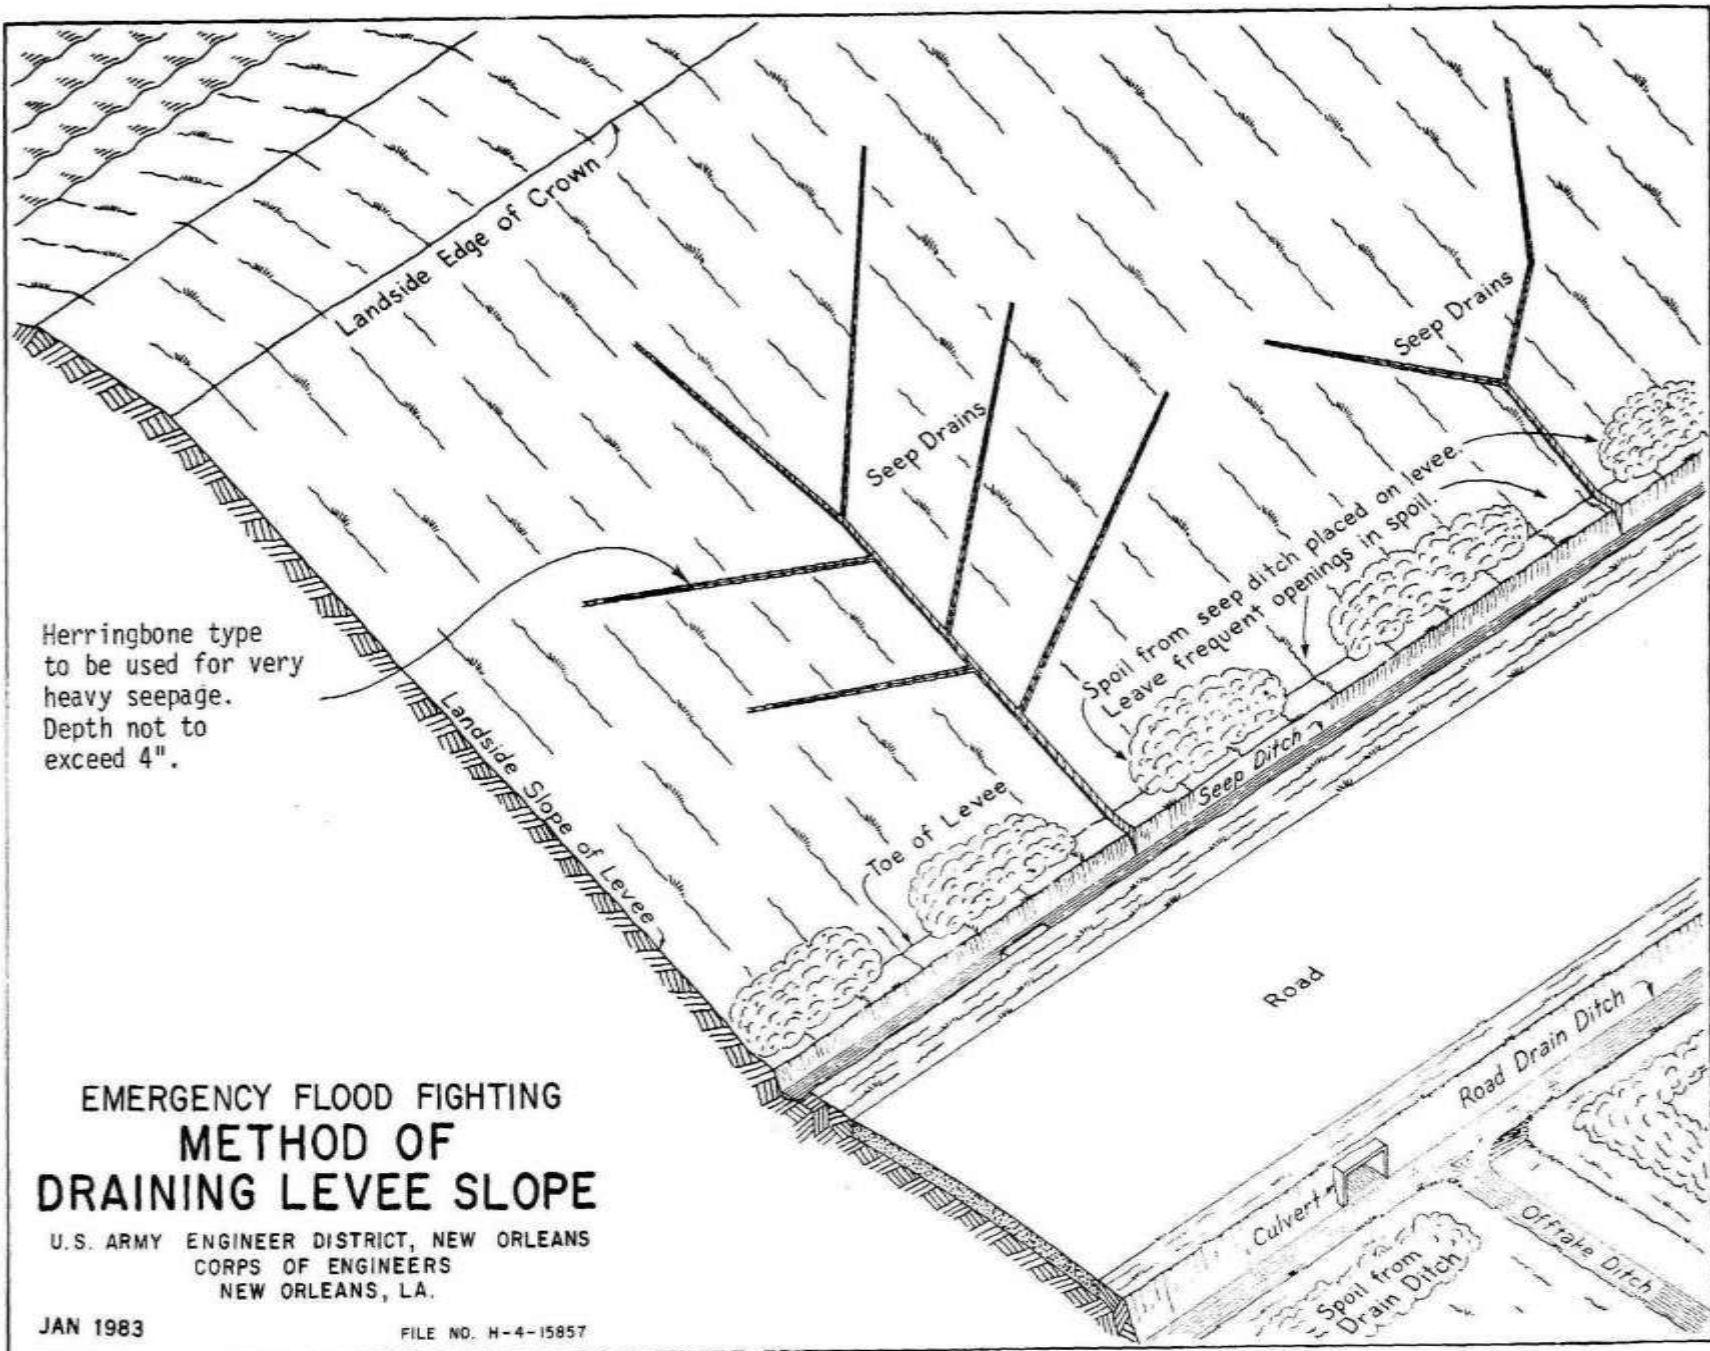 Landside Edge of Crown
Seep Drains
Seep Drains
Spoil from seep ditch placed on levee.
Leave frequent openings in spoil.
Herringbone type
to be used for very
heavy seepage.
Depth not to
exceed 4".
Landside Slope of Levee
Toe of Levee
Seep Ditch
Road
Road Drain Ditch
Culvert
Offtake Ditch
Spoil from
Drain Ditch
EMERGENCY FLOOD FIGHTING
METHOD OF
DRAINING LEVEE SLOPE
U.S. ARMY ENGINEER DISTRICT, NEW ORLEANS
CORPS OF ENGINEERS
NEW ORLEANS, LA.
JAN 1983
FILE NO. H-4-15857